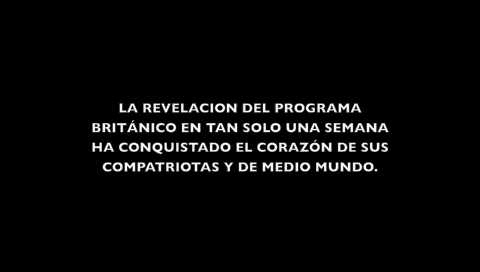 LA REVELACION DEL PROGRAMA
BRITÁNICO EN TAN SOLO UNA SEMANA
HA CONQUISTADO EL CORAZÓN DE SUS
COMPATRIOTAS Y DE MEDIO MUNDO.